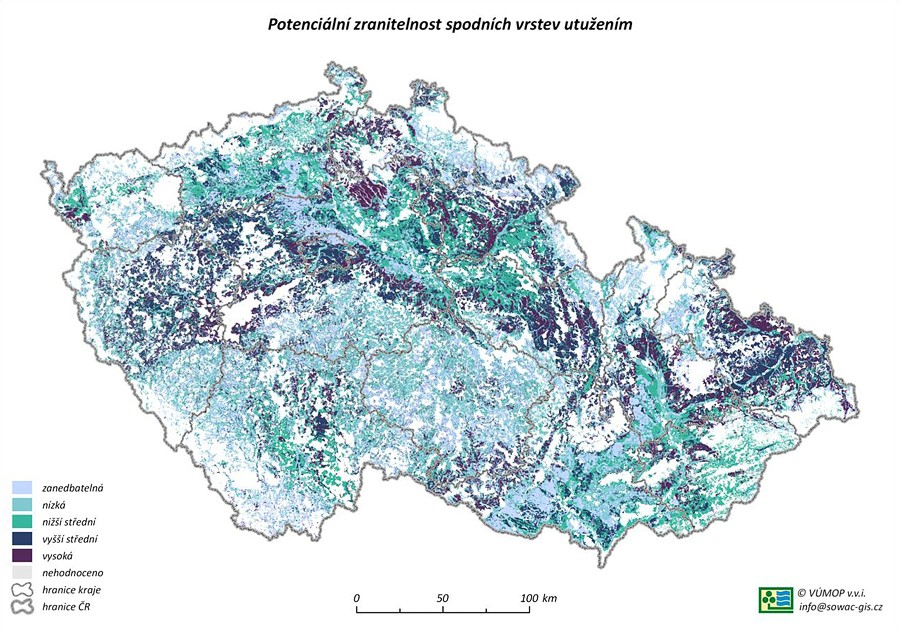 Potenciální zranitelnost spodních vrstev utužením
zanedbatelná
nízká
nižší střední
vyšší střední
vysoká
nehodnoceno
hranice kraje
hranice ČR
0 50 100 km
© VÚMOP v.v.i.
info@sowac-gis.cz